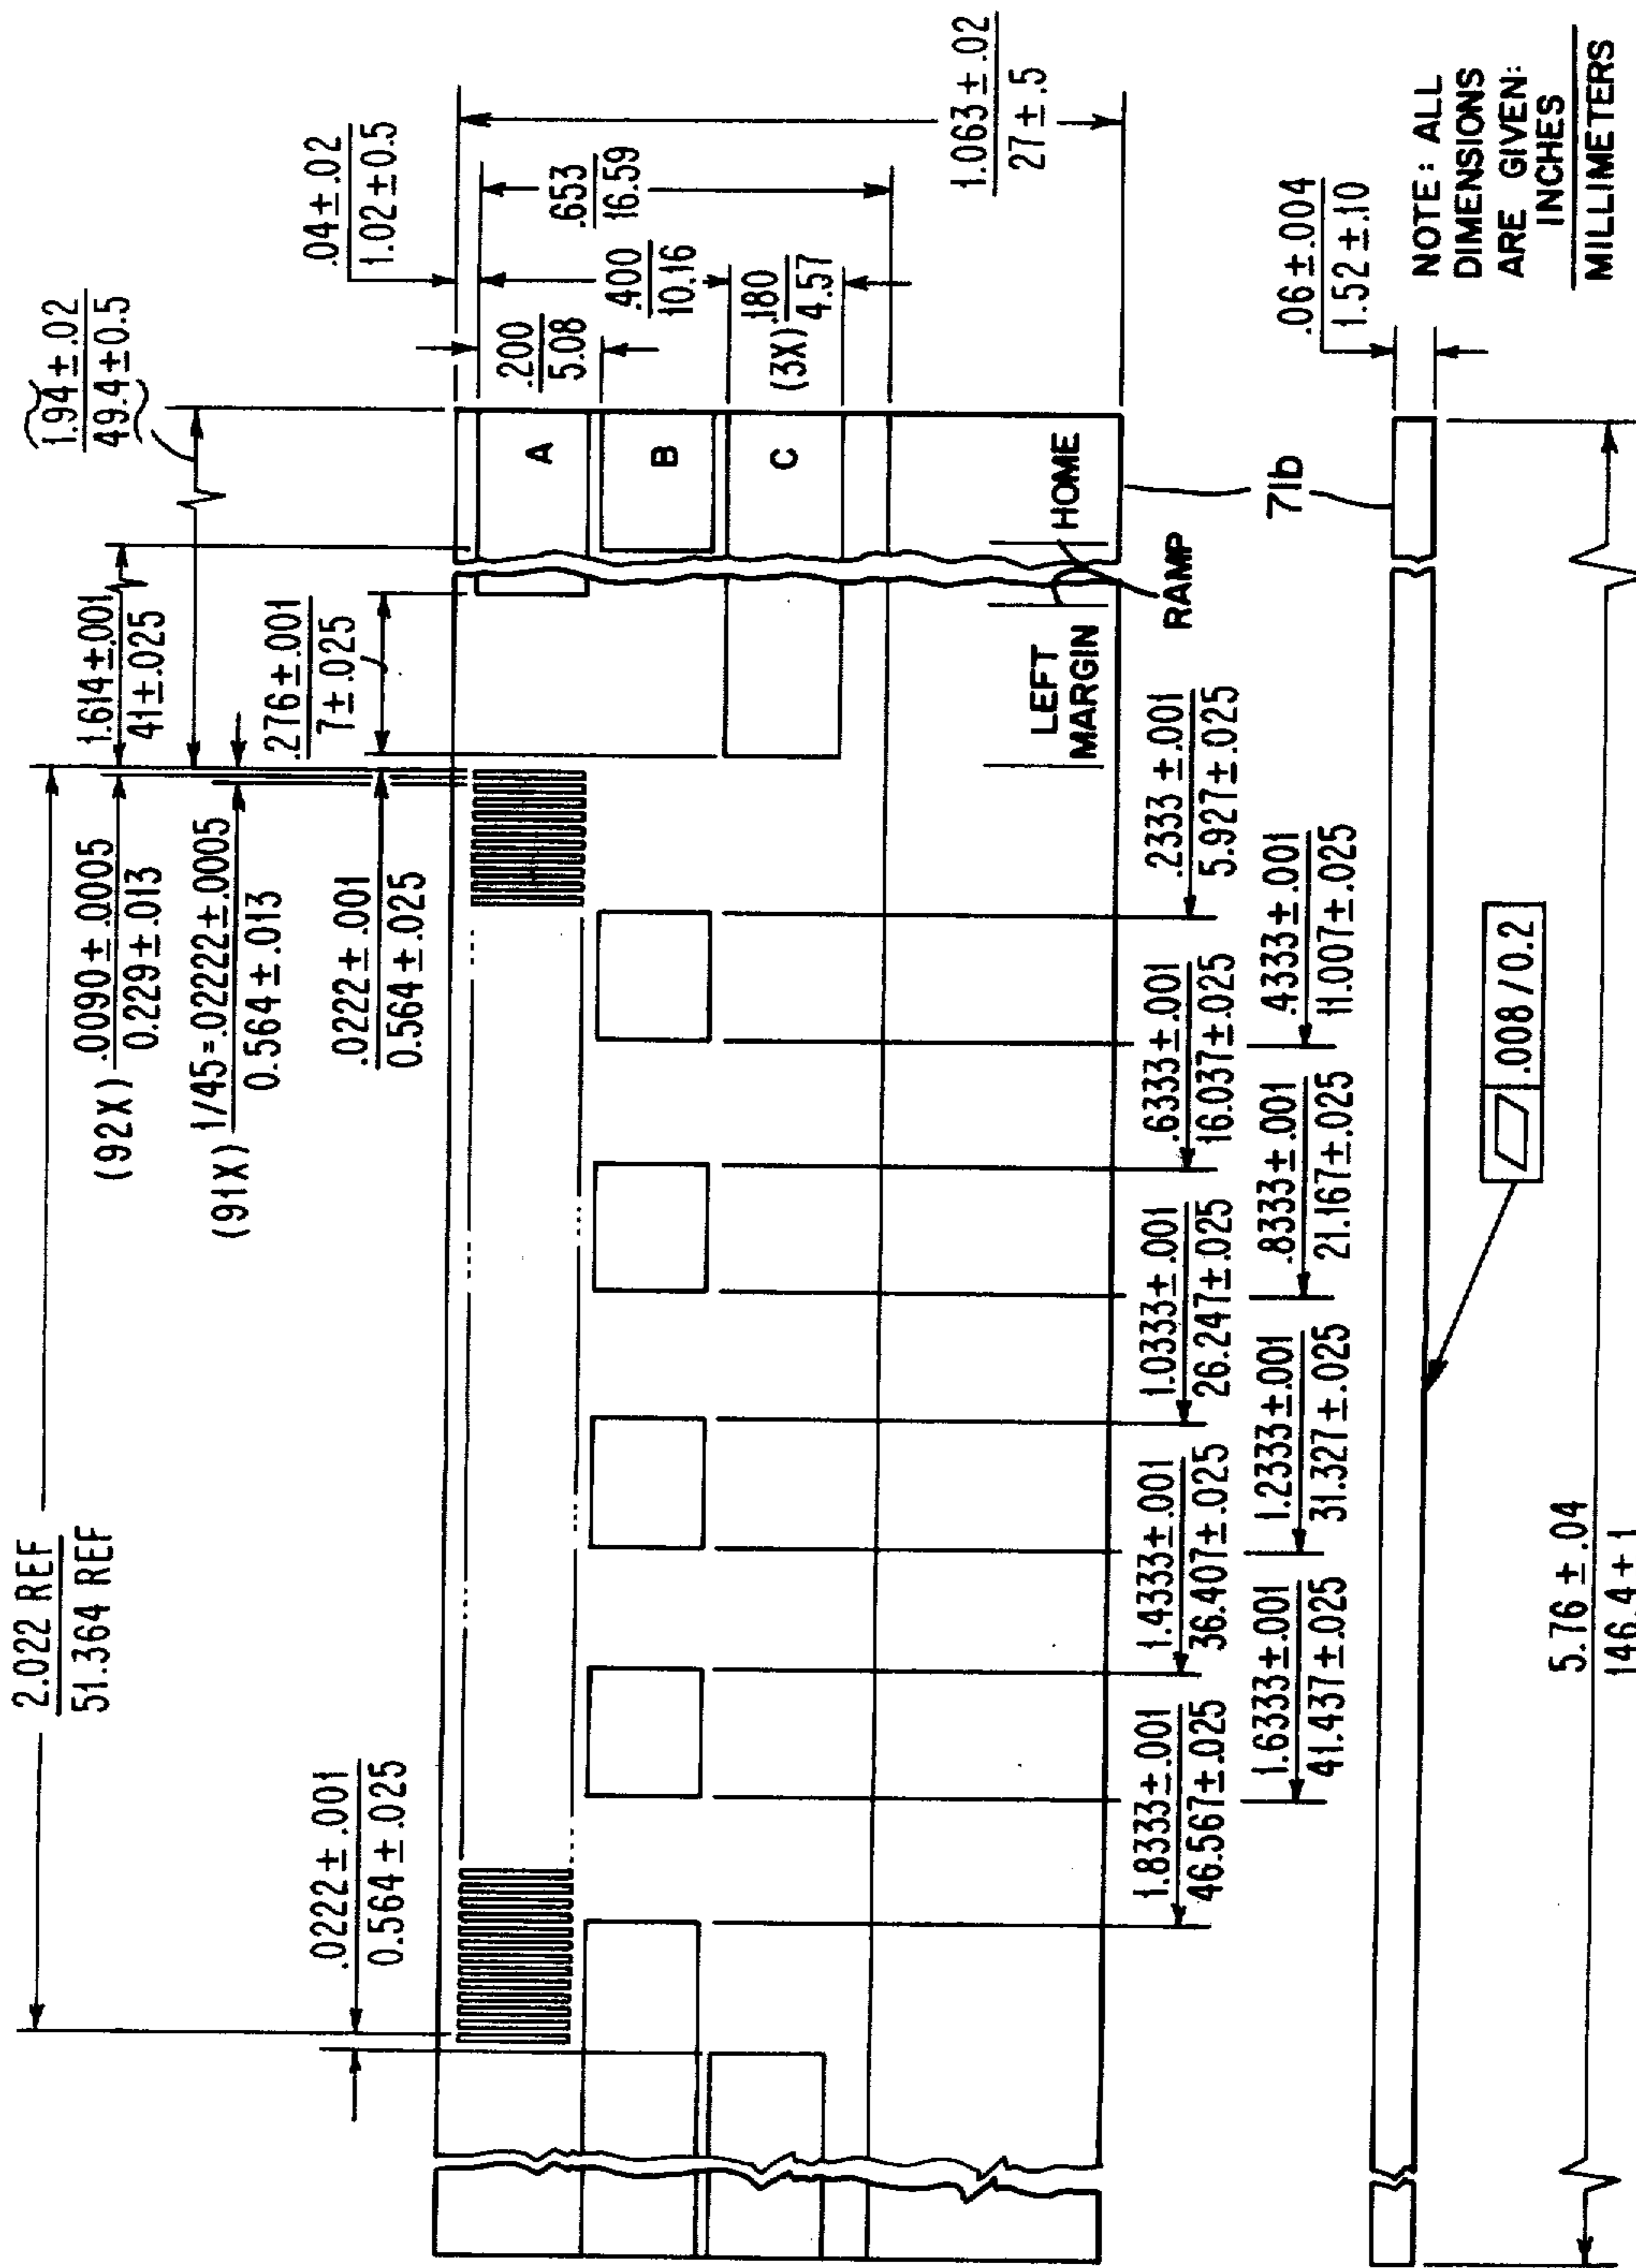 2.022 REF
51.364 REF
.0222 ± .001
0.564 ± .025
(92X) .0090 ± .0005
0.229 ± .013
(91X) 1/45 = .0222 ± .0005
0.564 ± .013
.0222 ± .001
0.564 ± .025
1.614 ± .001
41 ± .025
.276 ± .001
7 ± .025
1.94 ± .02
49.4 ± 0.5
.04 ± .02
1.02 ± 0.5
.200
5.08
.400
10.16
.653
16.59
(3X) .180
4.57
1.063 ± .02
27 ± .5
A
B
C
LEFT
MARGIN
RAMP
HOME
71b
.2333 ± .001
5.927 ± .025
.4333 ± .001
11.007 ± .025
.6333 ± .001
16.037 ± .025
.8333 ± .001
21.167 ± .025
1.0333 ± .001
26.247 ± .025
1.2333 ± .001
31.327 ± .025
1.4333 ± .001
36.407 ± .025
1.6333 ± .001
41.437 ± .025
1.8333 ± .001
46.567 ± .025
.06 ± .004
1.52 ± .10
.008 / 0.2
5.76 ± .04
146.4 ± 1
NOTE: ALL
DIMENSIONS
ARE GIVEN:
INCHES
MILLIMETERS